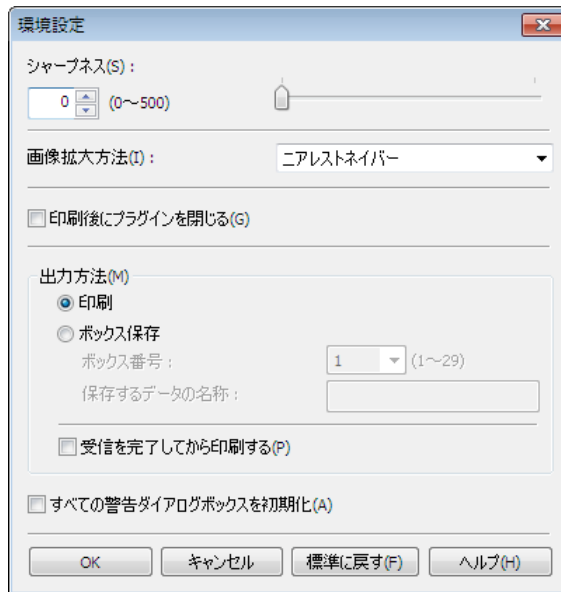 環境設定
シャープネス(S)：
0 (0～500)
画像拡大方法(I)： ニアレストネイバー
印刷後にプラグインを閉じる(G)
出力方法(M)
印刷
ボックス保存
ボックス番号： 1 (1～29)
保存するデータの名称：
受信を完了してから印刷する(P)
すべての警告ダイアログボックスを初期化(A)
OK キャンセル 標準に戻す(F) ヘルプ(H)